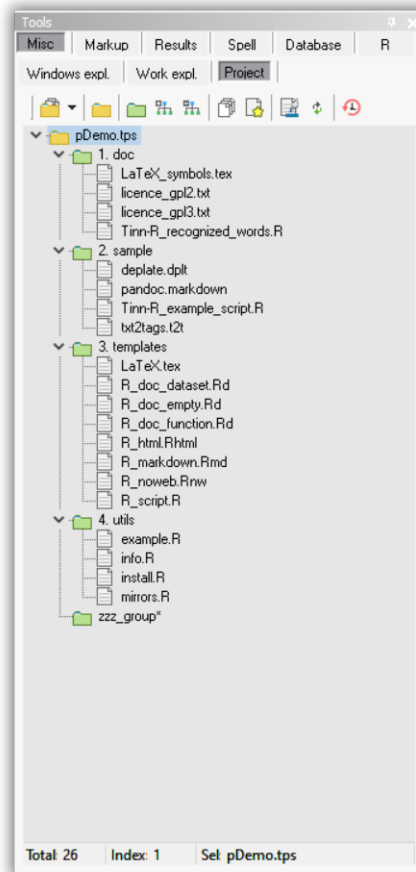 Tools
Misc Markup Results Spell Database R
Windows expl. Work expl. Project
pDemo.tps
1. doc
LaTeX_symbols.tex
licence_gpl2.txt
licence_gpl3.txt
Tinn-R_recognized_words.R
2. sample
deplate.dplt
pandoc.markdown
Tinn-R_example_script.R
txt2tags.t2t
3. templates
LaTeX.tex
R_doc_dataset.Rd
R_doc_empty.Rd
R_doc_function.Rd
R_html.Rhtml
R_markdown.Rmd
R_noweb.Rnw
R_script.R
4. utils
example.R
info.R
install.R
mirrors.R
zzz_group*
Total: 26 Index: 1 Sel: pDemo.tps